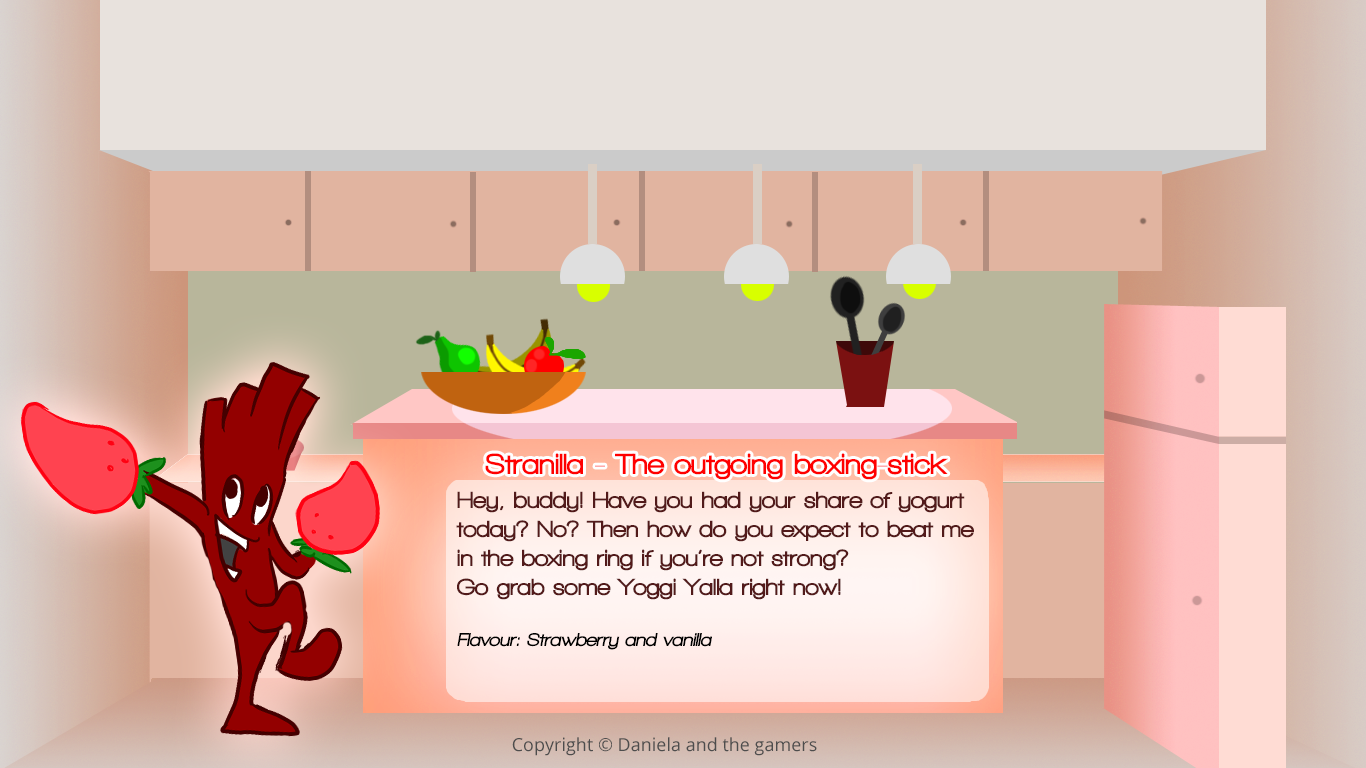 Stranilla - The outgoing boxing stick
Hey, buddy! Have you had your share of yogurt
today? No? Then how do you expect to beat me
in the boxing ring if you're not strong?
Go grab some Yoggi Yalla right now!
Flavour: Strawberry and vanilla
Copyright © Daniela and the gamers